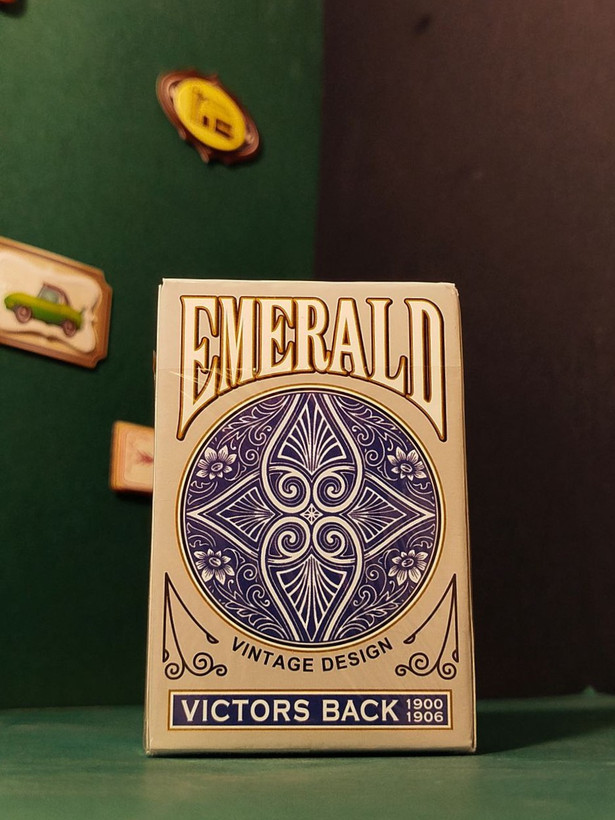 EMERALD
VINTAGE DESIGN
VICTORS BACK 1900
1906